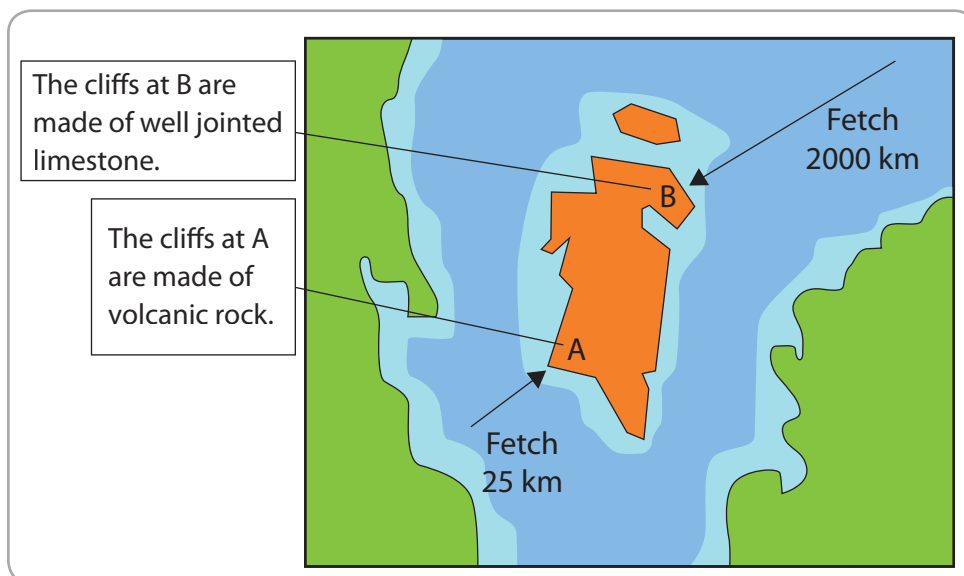 The cliffs at B are
made of well jointed
limestone.
The cliffs at A
are made of
volcanic rock.
Fetch
2000 km
B
A
Fetch
25 km